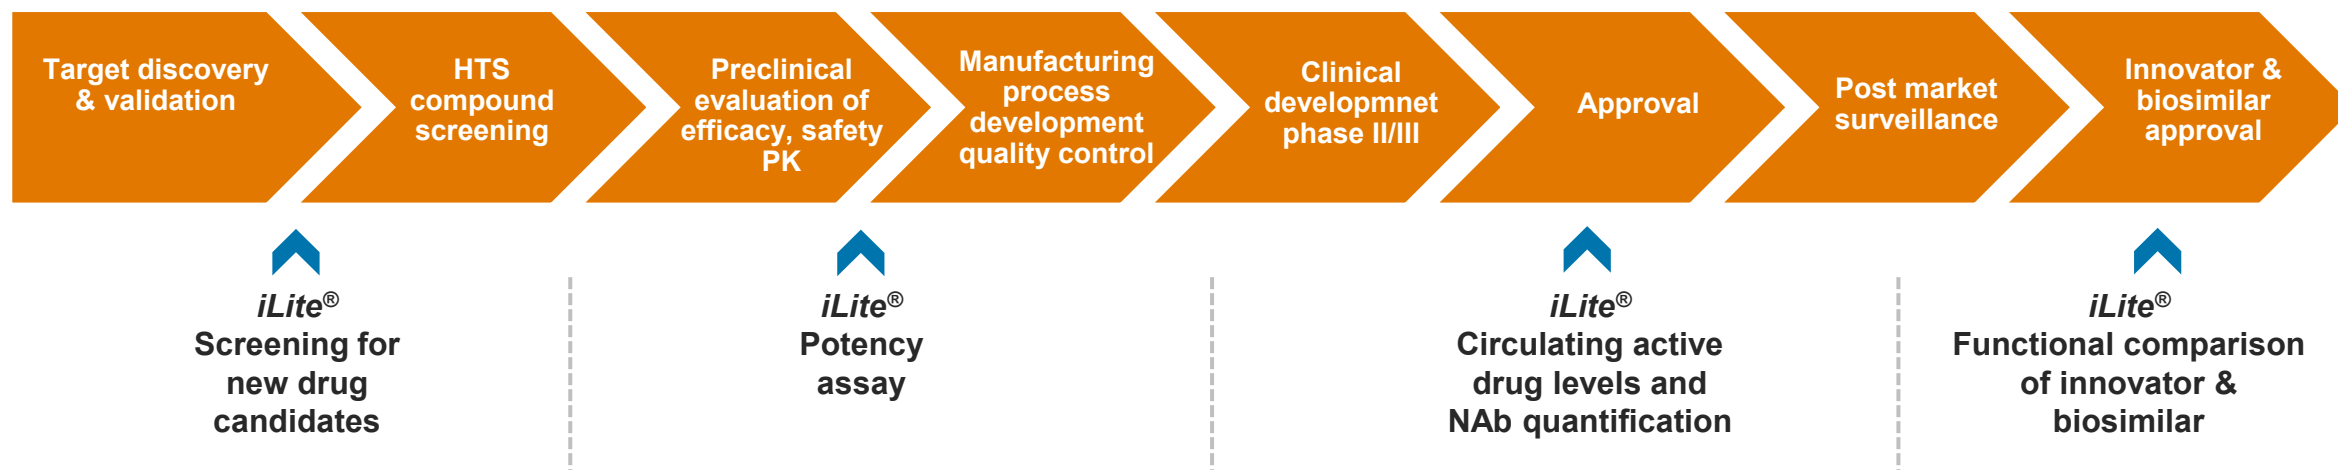 Target discovery
& validation
HTS
compound
screening
Preclinical
evaluation of
efficacy, safety
PK
Manufacturing
process
development
quality control
Clinical
developmnet
phase II/III
Approval
Post market
surveillance
Innovator &
biosimilar
approval
iLite®
Screening for
new drug
candidates
iLite®
Potency
assay
iLite®
Circulating active
drug levels and
NAb quantification
iLite®
Functional comparison
of innovator &
biosimilar